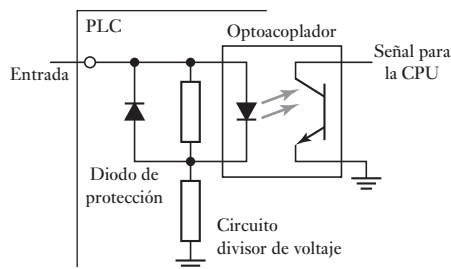 PLC
Optoacoplador
Entrada
Señal para
la CPU
Diodo de
protección
Circuito
divisor de voltaje